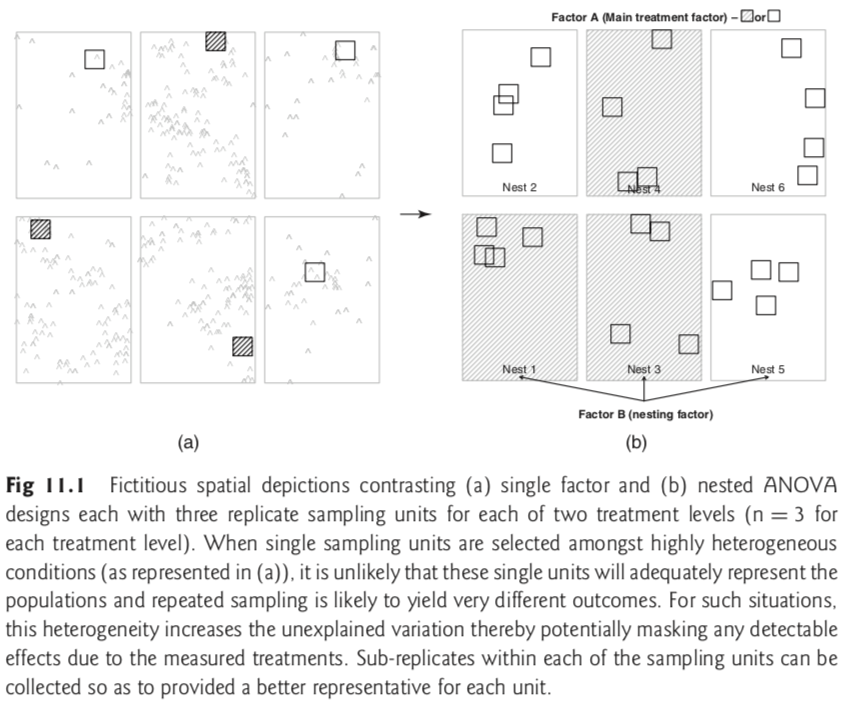 Factor A (Main treatment factor) – or
Nest 2
Nest 4
Nest 6
Nest 1
Nest 3
Nest 5
Factor B (nesting factor)
(a)
(b)
Fig 11.1 Fictitious spatial depictions contrasting (a) single factor and (b) nested ANOVA
designs each with three replicate sampling units for each of two treatment levels (n = 3 for
each treatment level). When single sampling units are selected amongst highly heterogeneous
conditions (as represented in (a)), it is unlikely that these single units will adequately represent the
populations and repeated sampling is likely to yield very different outcomes. For such situations,
this heterogeneity increases the unexplained variation thereby potentially masking any detectable
effects due to the measured treatments. Sub-replicates within each of the sampling units can be
collected so as to provided a better representative for each unit.